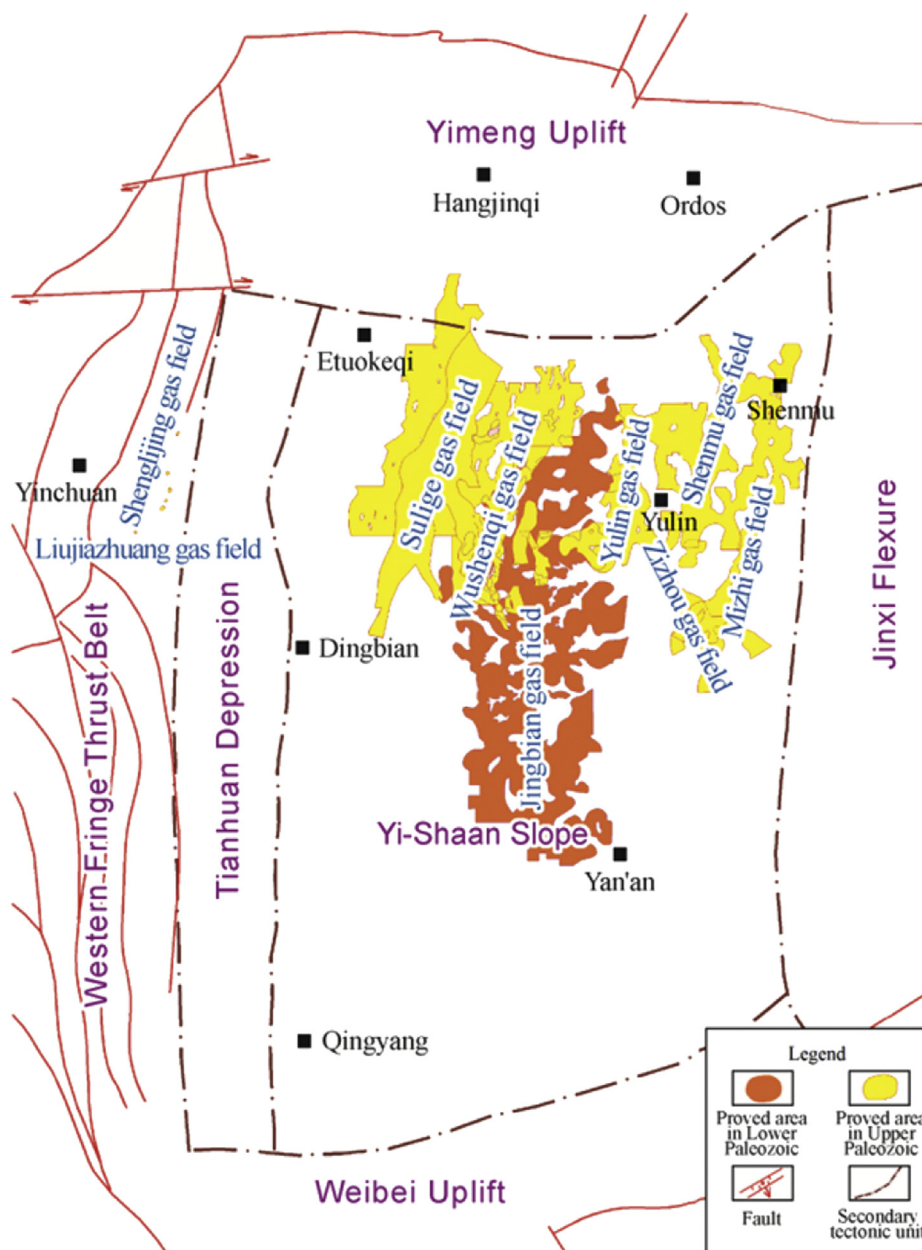 Yimeng Uplift
Hangjinqi
Ordos
Etuokeqi
Shenmu
Shenglijing gas field
Sulige gas field
Wushenqi gas field
Yulin gas field
Shenmu gas field
Yinchuan
Yulin
Liujiazhuang gas field
Zizhou gas field
Mizhi gas field
Jinxi Flexure
Dingbian
Jingbian gas field
Western Fringe Thrust Belt
Tianhuan Depression
Yi-Shaan Slope
Yan'an
Qingyang
Weibei Uplift
Legend
Proved area
in Lower
Paleozoic
Proved area
in Upper
Paleozoic
Fault
Secondary
tectonic unit